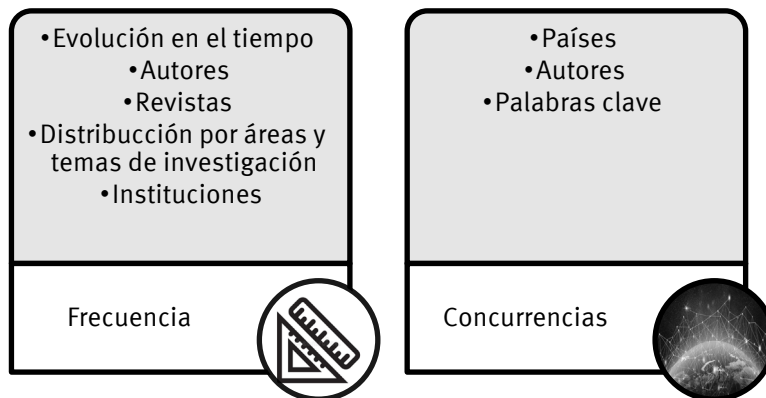 •Evolución en el tiempo
•Autores
•Revistas
•Distribucción por áreas y
temas de investigación
•Instituciones
Frecuencia
•Países
•Autores
•Palabras clave
Concurrencias